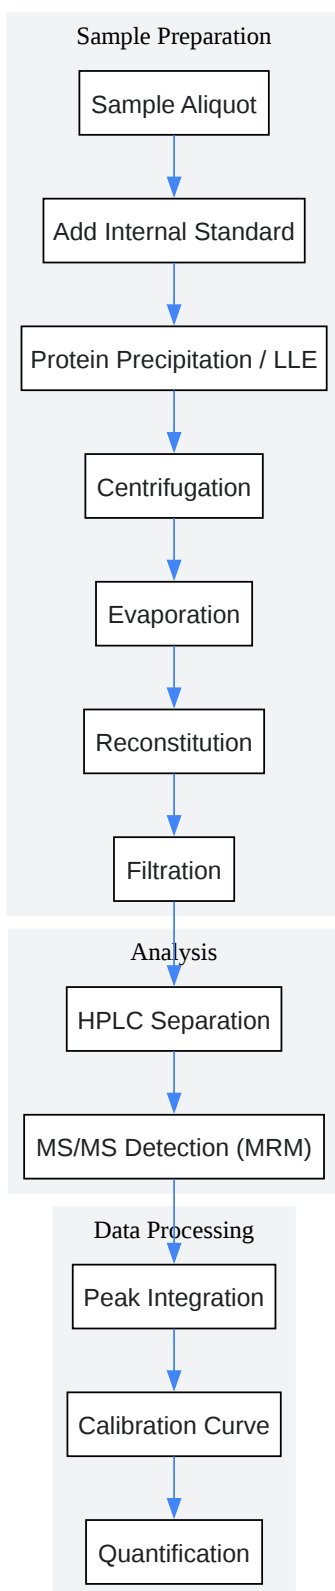 Sample Preparation
Sample Aliquot
Add Internal Standard
Protein Precipitation / LLE
Centrifugation
Evaporation
Reconstitution
Filtration
Analysis
HPLC Separation
MS/MS Detection (MRM)
Data Processing
Peak Integration
Calibration Curve
Quantification